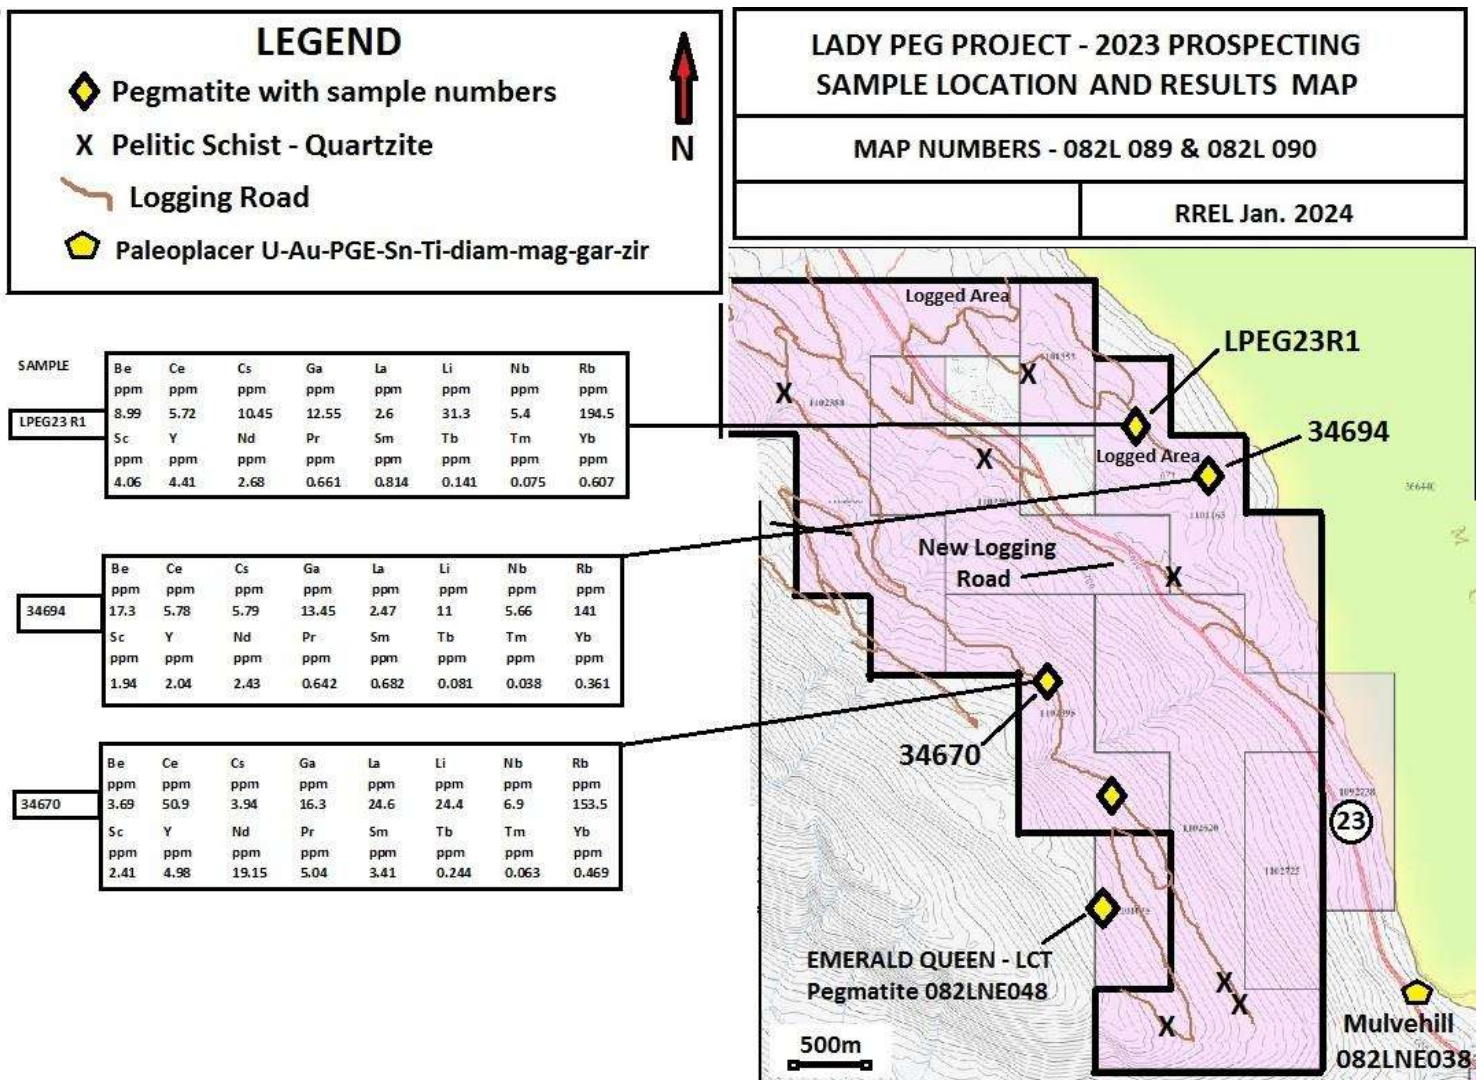 LEGEND
Pegmatite with sample numbers
X Pelitic Schist - Quartzite
Logging Road
Paleoplacer U-Au-PGE-Sn-Ti-diam-mag-gar-zir
N
LADY PEG PROJECT - 2023 PROSPECTING
SAMPLE LOCATION AND RESULTS MAP
MAP NUMBERS - 082L 089 & 082L 090
RREL Jan. 2024
SAMPLE
LPEG23 R1
Be Ce Cs Ga La Li Nb Rb
ppm ppm ppm ppm ppm ppm ppm ppm
8.99 5.72 10.45 12.55 2.6 31.3 5.4 194.5
Sc Y Nd Pr Sm Tb Tm Yb
ppm ppm ppm ppm ppm ppm ppm ppm
4.06 4.41 2.68 0.661 0.814 0.141 0.075 0.607
34694
Be Ce Cs Ga La Li Nb Rb
ppm ppm ppm ppm ppm ppm ppm ppm
17.3 5.78 5.79 13.45 2.47 11 5.66 141
Sc Y Nd Pr Sm Tb Tm Yb
ppm ppm ppm ppm ppm ppm ppm ppm
1.94 2.04 2.43 0.642 0.682 0.081 0.038 0.361
34670
Be Ce Cs Ga La Li Nb Rb
ppm ppm ppm ppm ppm ppm ppm ppm
3.69 50.9 3.94 16.3 24.6 24.4 6.9 153.5
Sc Y Nd Pr Sm Tb Tm Yb
ppm ppm ppm ppm ppm ppm ppm ppm
2.41 4.98 19.15 5.04 3.41 0.244 0.063 0.469
Logged Area
LPEG23R1
X
X
1102388
34694
Logged Area
X
366440
1101163
New Logging
Road
X
34670
1102396
1092738
23
1102620
1102725
EMERALD QUEEN - LCT
Pegmatite 082LNE048
X
X
X
500m
Mulvehill
082LNE038